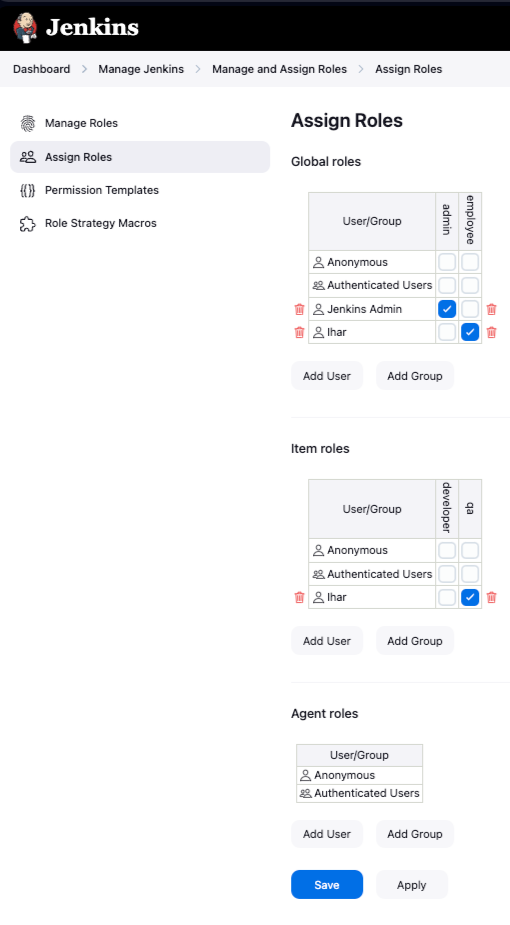 Jenkins
Dashboard > Manage Jenkins > Manage and Assign Roles > Assign Roles
Manage Roles
Assign Roles
Permission Templates
Role Strategy Macros
Assign Roles
Global roles
User/Group admin employee
Anonymous
Authenticated Users
Jenkins Admin
Ihar
Add User Add Group
Item roles
User/Group developer qa
Anonymous
Authenticated Users
Ihar
Add User Add Group
Agent roles
User/Group
Anonymous
Authenticated Users
Add User Add Group
Save Apply